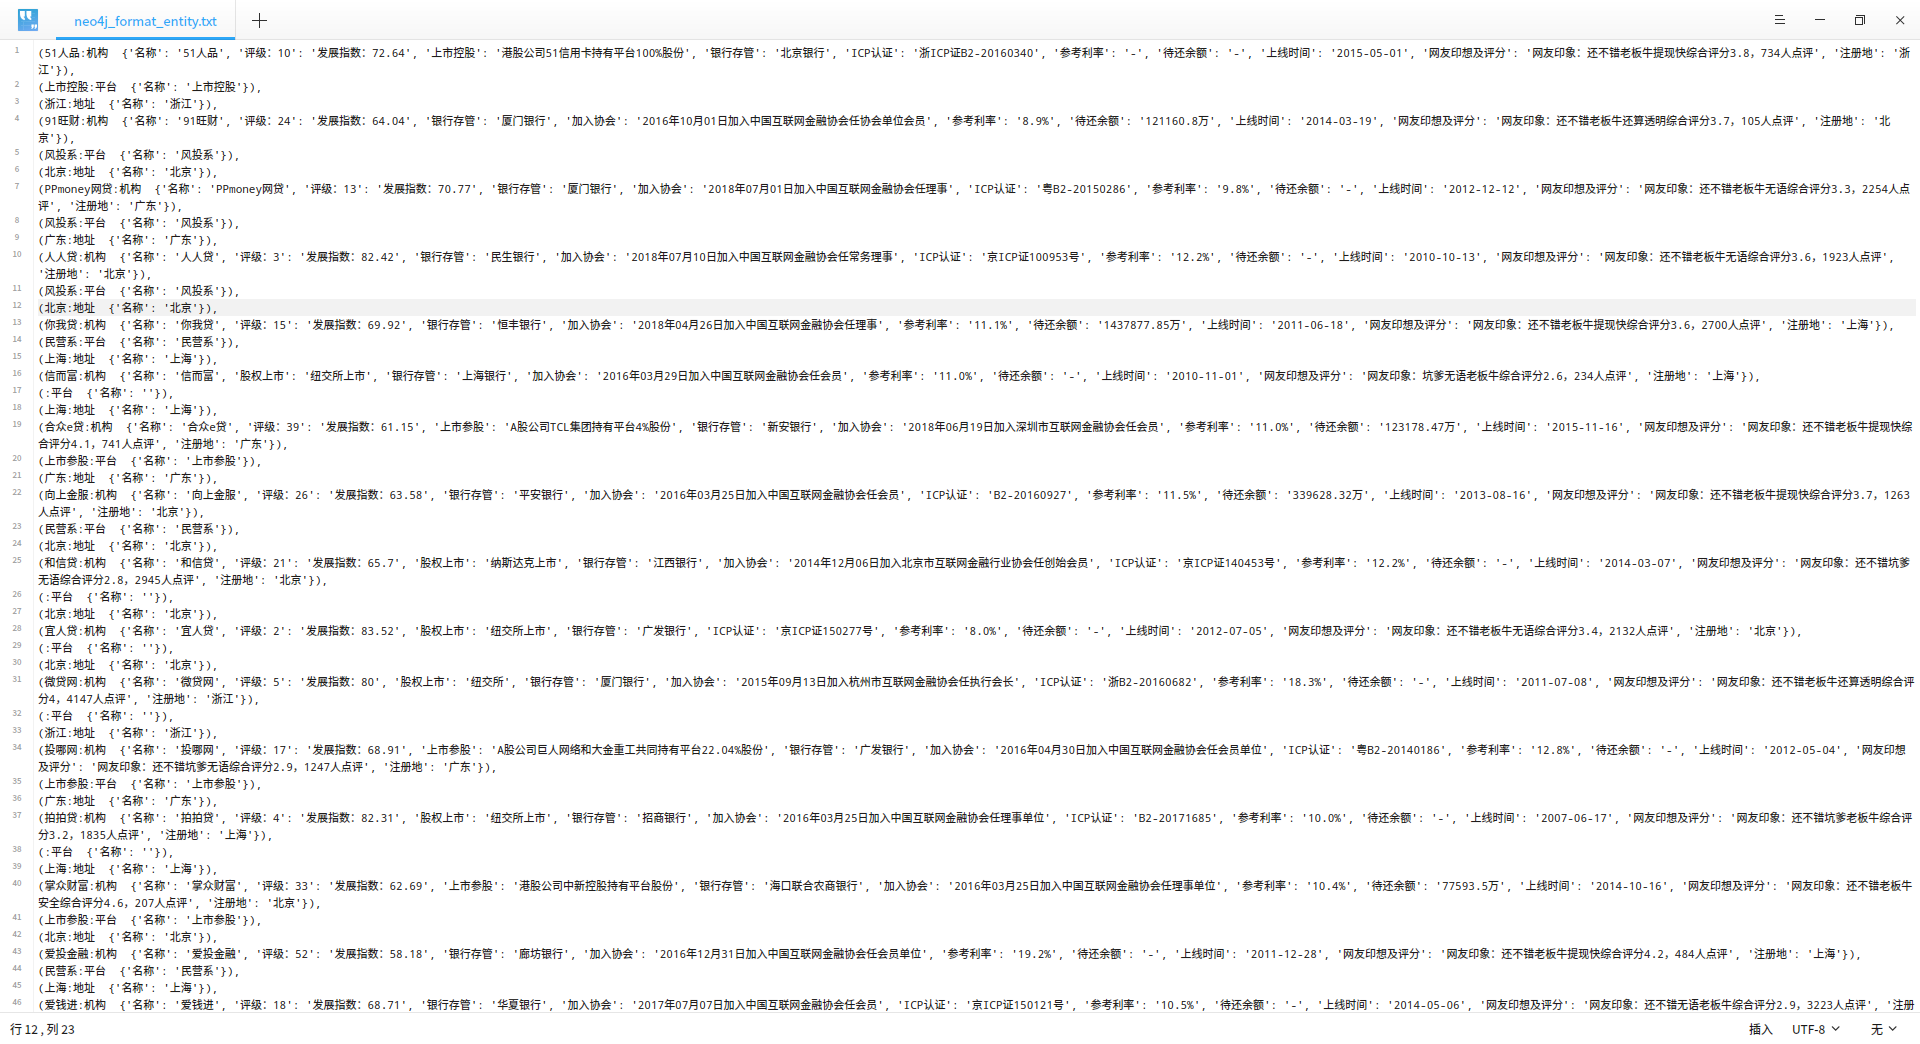 neo4j_format_entity.txt
1 (51人品:机构  {'名称': '51人品', '评级: 10': '发展指数: 72.64', '上市控股': '港股公司51信用卡持有平台100%股份', '银行存管': '北京银行', 'ICP认证': '浙ICP证B2-20160340', '参考利率': '-', '待还余额': '-', '上线时间': '2015-05-01', '网友印想及评分': '网友印象: 还不错老板牛提现快综合评分3.8, 734人点评', '注册地': '浙
江'}),
2 (上市控股:平台  {'名称': '上市控股'}),
3 (浙江:地址  {'名称': '浙江'}),
4 (91旺财:机构  {'名称': '91旺财', '评级: 24': '发展指数: 64.04', '银行存管': '厦门银行', '加入协会': '2016年10月01日加入中国互联网金融协会任协会单位会员', '参考利率': '8.9%', '待还余额': '121160.8万', '上线时间': '2014-03-19', '网友印想及评分': '网友印象: 还不错老板牛还算透明综合评分3.7, 105人点评', '注册地': '北
京'}),
5 (风投系:平台  {'名称': '风投系'}),
6 (北京:地址  {'名称': '北京'}),
7 (PPmoney网贷:机构  {'名称': 'PPmoney网贷', '评级: 13': '发展指数: 70.77', '银行存管': '厦门银行', '加入协会': '2018年07月01日加入中国互联网金融协会任理事', 'ICP认证': '粤B2-20150286', '参考利率': '9.8%', '待还余额': '-', '上线时间': '2012-12-12', '网友印想及评分': '网友印象: 还不错老板牛无语综合评分3.3, 2254人点
评', '注册地': '广东'}),
8 (风投系:平台  {'名称': '风投系'}),
9 (广东:地址  {'名称': '广东'}),
10 (人人贷:机构  {'名称': '人人贷', '评级: 3': '发展指数: 82.42', '银行存管': '民生银行', '加入协会': '2018年07月10日加入中国互联网金融协会任常务理事', 'ICP认证': '京ICP证100953号', '参考利率': '12.2%', '待还余额': '-', '上线时间': '2010-10-13', '网友印想及评分': '网友印象: 还不错老板牛无语综合评分3.6, 1923人点评',
'注册地': '北京'}),
11 (风投系:平台  {'名称': '风投系'}),
12 (北京:地址  {'名称': '北京'}),
13 (你我贷:机构  {'名称': '你我贷', '评级: 15': '发展指数: 69.92', '银行存管': '恒丰银行', '加入协会': '2018年04月26日加入中国互联网金融协会任理事', '参考利率': '11.1%', '待还余额': '1437877.85万', '上线时间': '2011-06-18', '网友印想及评分': '网友印象: 还不错老板牛提现快综合评分3.6, 2700人点评', '注册地': '上海'}),
14 (民营系:平台  {'名称': '民营系'}),
15 (上海:地址  {'名称': '上海'}),
16 (信而富:机构  {'名称': '信而富', '股权上市': '纽交所上市', '银行存管': '上海银行', '加入协会': '2016年03月29日加入中国互联网金融协会任会员', '参考利率': '11.0%', '待还余额': '-', '上线时间': '2010-11-01', '网友印想及评分': '网友印象: 坑爹无语老板牛综合评分2.6, 234人点评', '注册地': '上海'}),
17 (:平台  {'名称': ''}),
18 (上海:地址  {'名称': '上海'}),
19 (合众e贷:机构  {'名称': '合众e贷', '评级: 39': '发展指数: 61.15', '上市参股': 'A股公司TCL集团持有平台4%股份', '银行存管': '新安银行', '加入协会': '2018年06月19日加入深圳市互联网金融协会任会员', '参考利率': '11.0%', '待还余额': '123178.47万', '上线时间': '2015-11-16', '网友印想及评分': '网友印象: 还不错老板牛提现快综
合评分4.1, 741人点评', '注册地': '广东'}),
20 (上市参股:平台  {'名称': '上市参股'}),
21 (广东:地址  {'名称': '广东'}),
22 (向上金服:机构  {'名称': '向上金服', '评级: 26': '发展指数: 63.58', '银行存管': '平安银行', '加入协会': '2016年03月25日加入中国互联网金融协会任会员', 'ICP认证': 'B2-20160927', '参考利率': '11.5%', '待还余额': '339628.32万', '上线时间': '2013-08-16', '网友印想及评分': '网友印象: 还不错老板牛提现快综合评分3.7, 1263
人点评', '注册地': '北京'}),
23 (民营系:平台  {'名称': '民营系'}),
24 (北京:地址  {'名称': '北京'}),
25 (和信贷:机构  {'名称': '和信贷', '评级: 21': '发展指数: 65.7', '股权上市': '纳斯达克上市', '银行存管': '江西银行', '加入协会': '2014年12月06日加入北京市互联网金融行业协会任创始会员', 'ICP认证': '京ICP证140453号', '参考利率': '12.2%', '待还余额': '-', '上线时间': '2014-03-07', '网友印想及评分': '网友印象: 还不错坑爹
无语综合评分2.8, 2945人点评', '注册地': '北京'}),
26 (:平台  {'名称': ''}),
27 (北京:地址  {'名称': '北京'}),
28 (宜人贷:机构  {'名称': '宜人贷', '评级: 2': '发展指数: 83.52', '股权上市': '纽交所上市', '银行存管': '广发银行', 'ICP认证': '京ICP证150277号', '参考利率': '8.0%', '待还余额': '-', '上线时间': '2012-07-05', '网友印想及评分': '网友印象: 还不错老板牛无语综合评分3.4, 2132人点评', '注册地': '北京'}),
29 (:平台  {'名称': ''}),
30 (北京:地址  {'名称': '北京'}),
31 (微贷网:机构  {'名称': '微贷网', '评级: 5': '发展指数: 80', '股权上市': '纽交所', '银行存管': '厦门银行', '加入协会': '2015年09月13日加入杭州市互联网金融协会任执行会长', 'ICP认证': '浙B2-20160682', '参考利率': '18.3%', '待还余额': '-', '上线时间': '2011-07-08', '网友印想及评分': '网友印象: 还不错老板牛还算透明综合评
分4, 4147人点评', '注册地': '浙江'}),
32 (:平台  {'名称': ''}),
33 (浙江:地址  {'名称': '浙江'}),
34 (投哪网:机构  {'名称': '投哪网', '评级: 17': '发展指数: 68.91', '上市参股': 'A股公司巨人网络和大金重工共同持有平台22.04%股份', '银行存管': '广发银行', '加入协会': '2016年04月30日加入中国互联网金融协会任会员单位', 'ICP认证': '粤B2-20140186', '参考利率': '12.8%', '待还余额': '-', '上线时间': '2012-05-04', '网友印想
及评分': '网友印象: 还不错坑爹无语综合评分2.9, 1247人点评', '注册地': '广东'}),
35 (上市参股:平台  {'名称': '上市参股'}),
36 (广东:地址  {'名称': '广东'}),
37 (拍拍贷:机构  {'名称': '拍拍贷', '评级: 4': '发展指数: 82.31', '股权上市': '纽交所上市', '银行存管': '招商银行', '加入协会': '2016年03月25日加入中国互联网金融协会任理事单位', 'ICP认证': 'B2-20171685', '参考利率': '10.0%', '待还余额': '-', '上线时间': '2007-06-17', '网友印想及评分': '网友印象: 还不错坑爹老板牛综合评
分3.2, 1835人点评', '注册地': '上海'}),
38 (:平台  {'名称': ''}),
39 (上海:地址  {'名称': '上海'}),
40 (掌众财富:机构  {'名称': '掌众财富', '评级: 33': '发展指数: 62.69', '上市参股': '港股公司中新控股持有平台股份', '银行存管': '海口联合农商银行', '加入协会': '2016年03月25日加入中国互联网金融协会任理事单位', '参考利率': '10.4%', '待还余额': '77593.5万', '上线时间': '2014-10-16', '网友印想及评分': '网友印象: 还不错老板牛
安全综合评分4.6, 207人点评', '注册地': '北京'}),
41 (上市参股:平台  {'名称': '上市参股'}),
42 (北京:地址  {'名称': '北京'}),
43 (爱投金融:机构  {'名称': '爱投金融', '评级: 52': '发展指数: 58.18', '银行存管': '廊坊银行', '加入协会': '2016年12月31日加入中国互联网金融协会任会员单位', '参考利率': '19.2%', '待还余额': '-', '上线时间': '2011-12-28', '网友印想及评分': '网友印象: 还不错老板牛提现快综合评分4.2, 484人点评', '注册地': '上海'}),
44 (民营系:平台  {'名称': '民营系'}),
45 (上海:地址  {'名称': '上海'}),
46 (爱钱进:机构  {'名称': '爱钱进', '评级: 18': '发展指数: 68.71', '银行存管': '华夏银行', '加入协会': '2017年07月07日加入中国互联网金融协会任会员', 'ICP认证': '京ICP证150121号', '参考利率': '10.5%', '待还余额': '-', '上线时间': '2014-05-06', '网友印想及评分': '网友印象: 还不错无语老板牛综合评分2.9, 3223人点评', '注册
行 12 , 列 23 插入 UTF-8 无